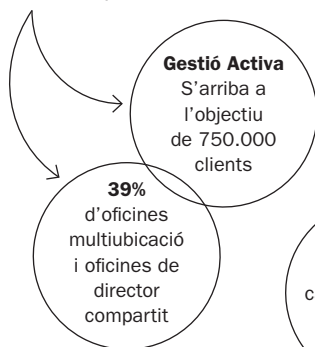 Gestió Activa
S'arriba a
l'objectiu
de 750.000
clients
39%
d'oficines
multiubicació
i oficines de
director
compartit